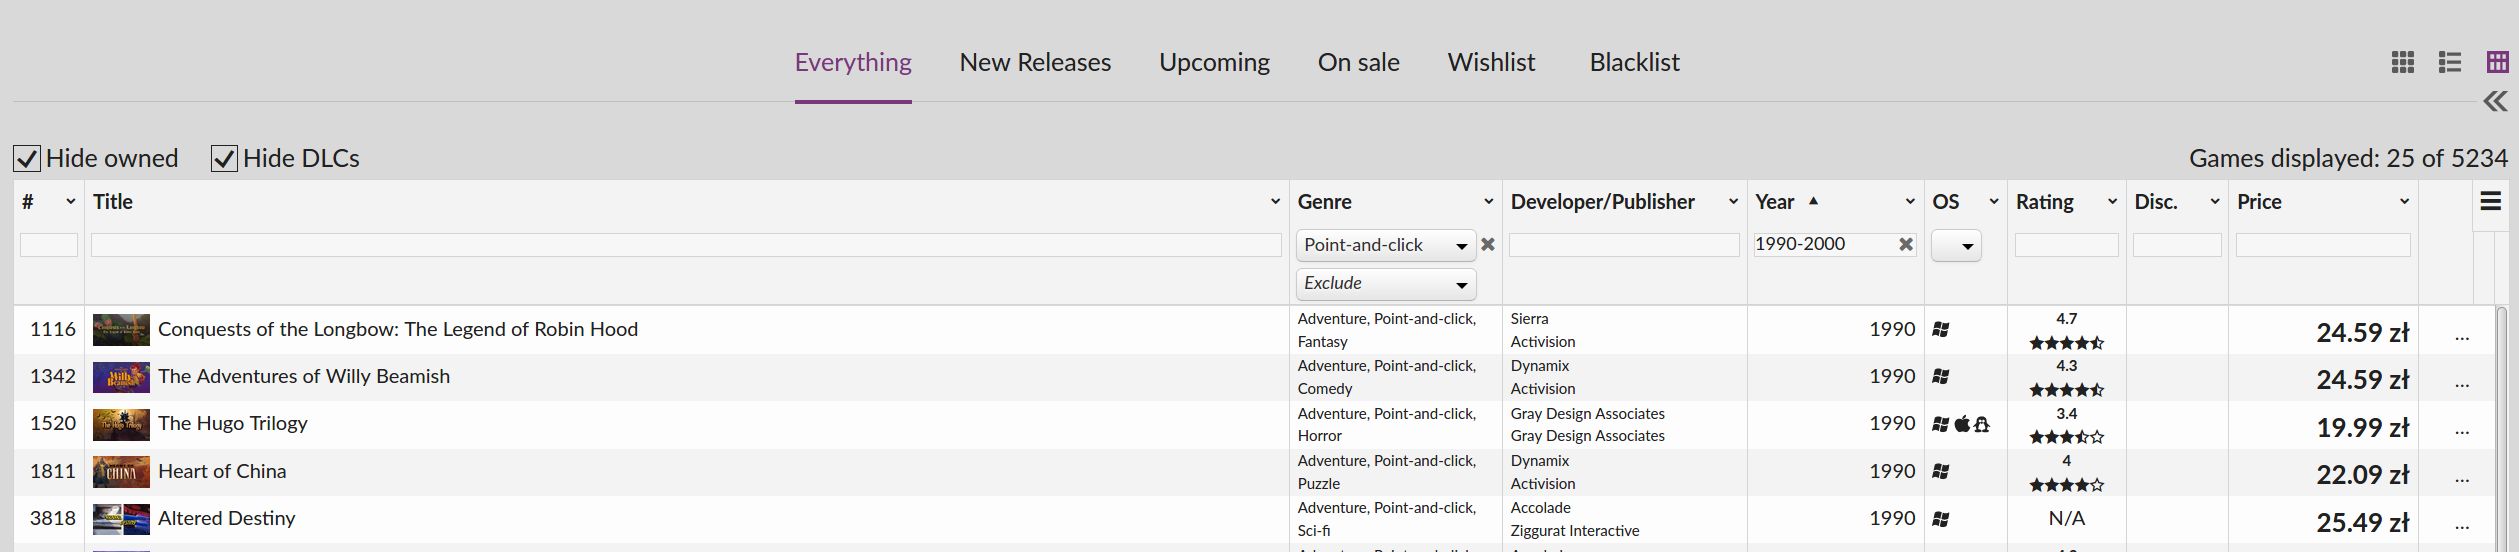 Everything New Releases Upcoming On sale Wishlist Blacklist
Hide owned Hide DLCs Games displayed: 25 of 5234
# Title Genre Developer/Publisher Year OS Rating Disc. Price
Point-and-click 1990-2000
Exclude
1116 Conquests of the Longbow: The Legend of Robin Hood Adventure, Point-and-click, Fantasy Sierra Activision 1990 4.7 24.59 zł ...
1342 The Adventures of Willy Beamish Adventure, Point-and-click, Comedy Dynamix Activision 1990 4.3 24.59 zł ...
1520 The Hugo Trilogy Adventure, Point-and-click, Horror Gray Design Associates Gray Design Associates 1990 3.4 19.99 zł ...
1811 Heart of China Adventure, Point-and-click, Puzzle Dynamix Activision 1990 4 22.09 zł ...
3818 Altered Destiny Adventure, Point-and-click, Sci-fi Accolade Ziggurat Interactive 1990 N/A 25.49 zł ...